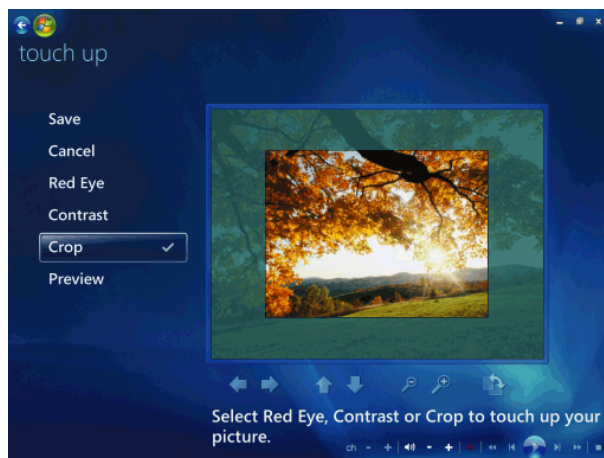 touch up
Save
Cancel
Red Eye
Contrast
Crop
Preview
Select Red Eye, Contrast or Crop to touch up your
picture.
ch - +  - +